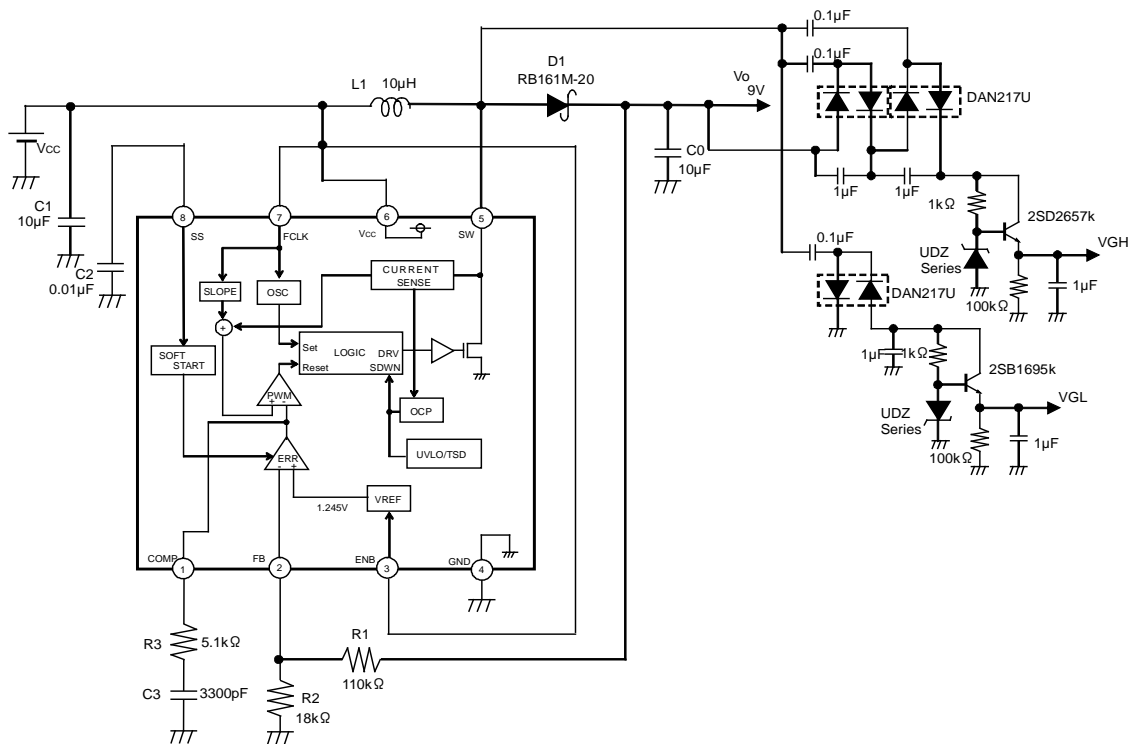 0.1μF
0.1μF
D1
RB161M-20
L1
10μH
Vo
9V
DAN217U
VCC
C0
10μF
1μF
1μF
C1
10μF
8
7
6
5
SS
FCLK
VCC
SW
1kΩ
2SD2657k
VGH
UDZ
Series
0.1μF
1μF
100kΩ
C2
0.01μF
CURRENT
SENSE
SLOPE
OSC
DAN217U
+
SOFT
START
Set
LOGIC
DRV
Reset
SDWN
1μF
1kΩ
2SB1695k
PWM
+ -
OCP
VGL
UDZ
Series
ERR
- +
UVLO/TSD
1μF
100kΩ
1.245V
VREF
COMP
FB
ENB
GND
1
2
3
4
R3
5.1kΩ
R1
110kΩ
C3
3300pF
R2
18kΩ